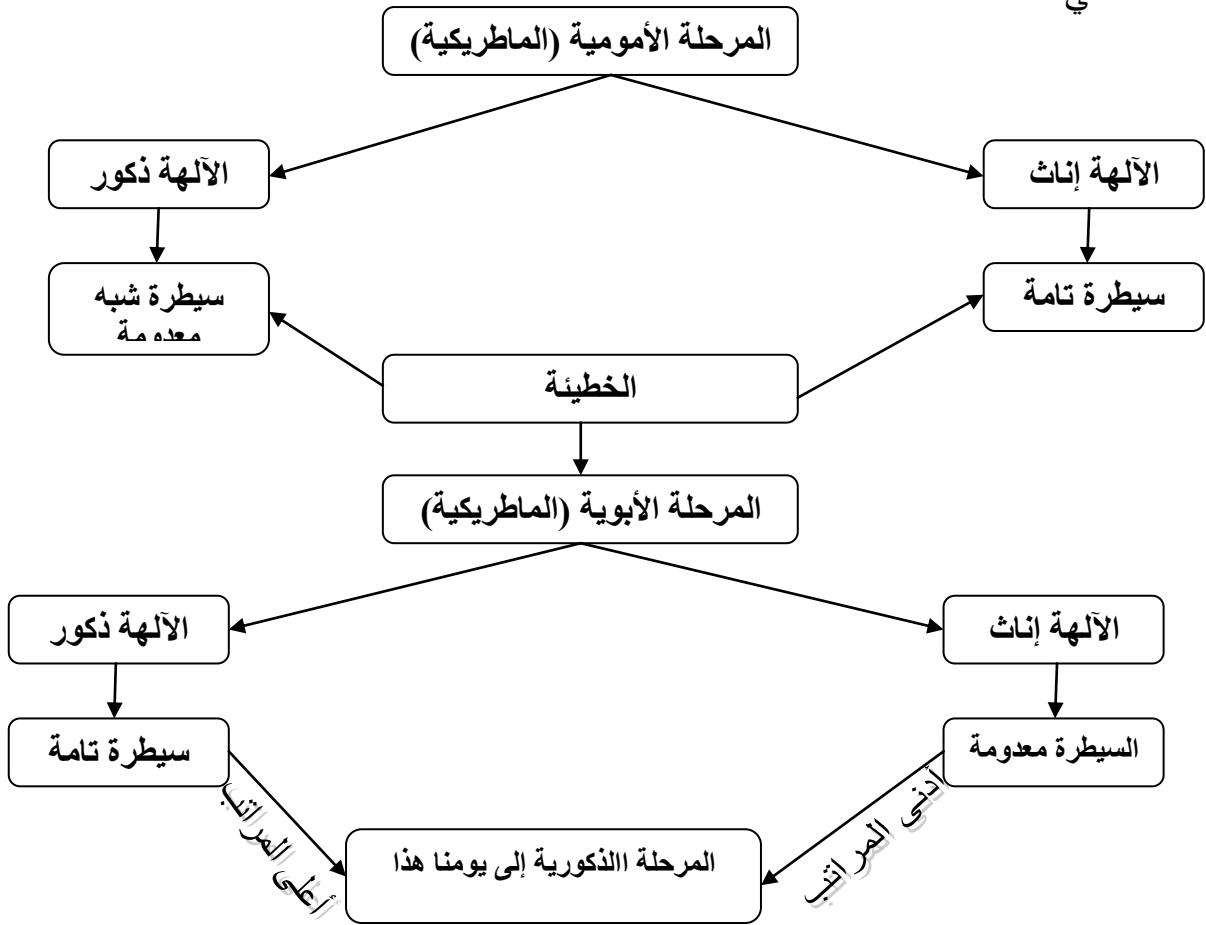 ي
المرحلة الأمومية (الماطريكية)
الآلهة إناث
الآلهة ذكور
سيطرة تامة
سيطرة شبه
معدومة
الخطيئة
المرحلة الأبوية (الماطريكية)
الآلهة إناث
الآلهة ذكور
السيطرة معدومة
سيطرة تامة
أدنى المراتب
أعلى المراتب
المرحلة االذكورية إلى يومنا هذا